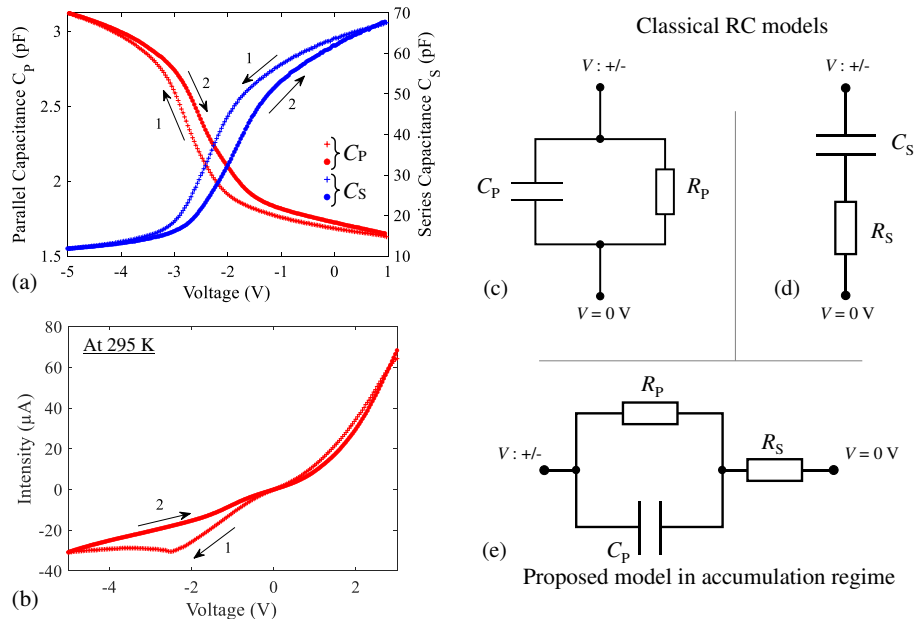 Parallel Capacitance C_P (pF)
3
2.5
2
1.5
-5
-4
-3
-2
-1
0
1
Voltage (V)
70
60
50
40
30
20
10
Series Capacitance C_S (pF)
1
2
1
2
C_P
C_S
(a)
At 295 K
Intensity (µA)
80
60
40
20
0
-20
-40
-4
-2
0
2
Voltage (V)
2
1
(b)
Classical RC models
V : +/-
C_P
R_P
V = 0 V
(c)
V : +/-
C_S
R_S
V = 0 V
(d)
R_P
R_S
V : +/-
V = 0 V
C_P
(e)
Proposed model in accumulation regime